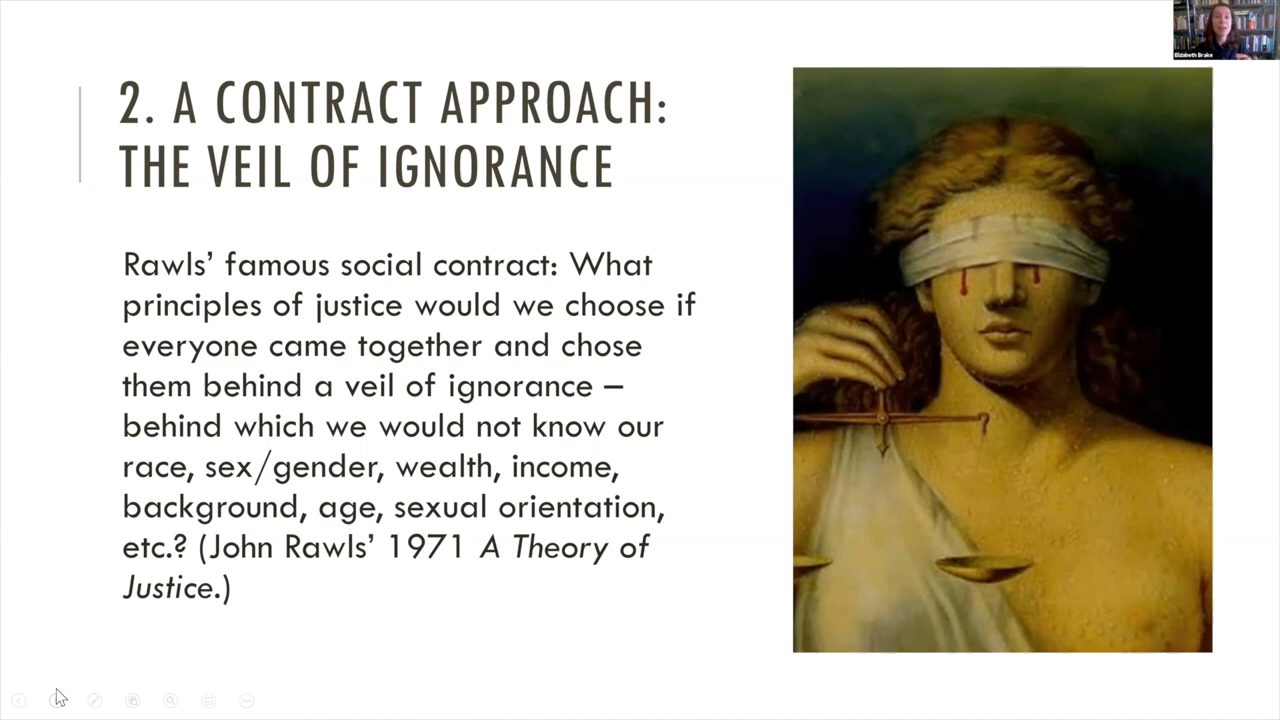 Elizabeth Brake
2. A CONTRACT APPROACH:
THE VEIL OF IGNORANCE
Rawls’ famous social contract: What
principles of justice would we choose if
everyone came together and chose
them behind a veil of ignorance –
behind which we would not know our
race, sex/gender, wealth, income,
background, age, sexual orientation,
etc.? (John Rawls’ 1971 A Theory of
Justice.)